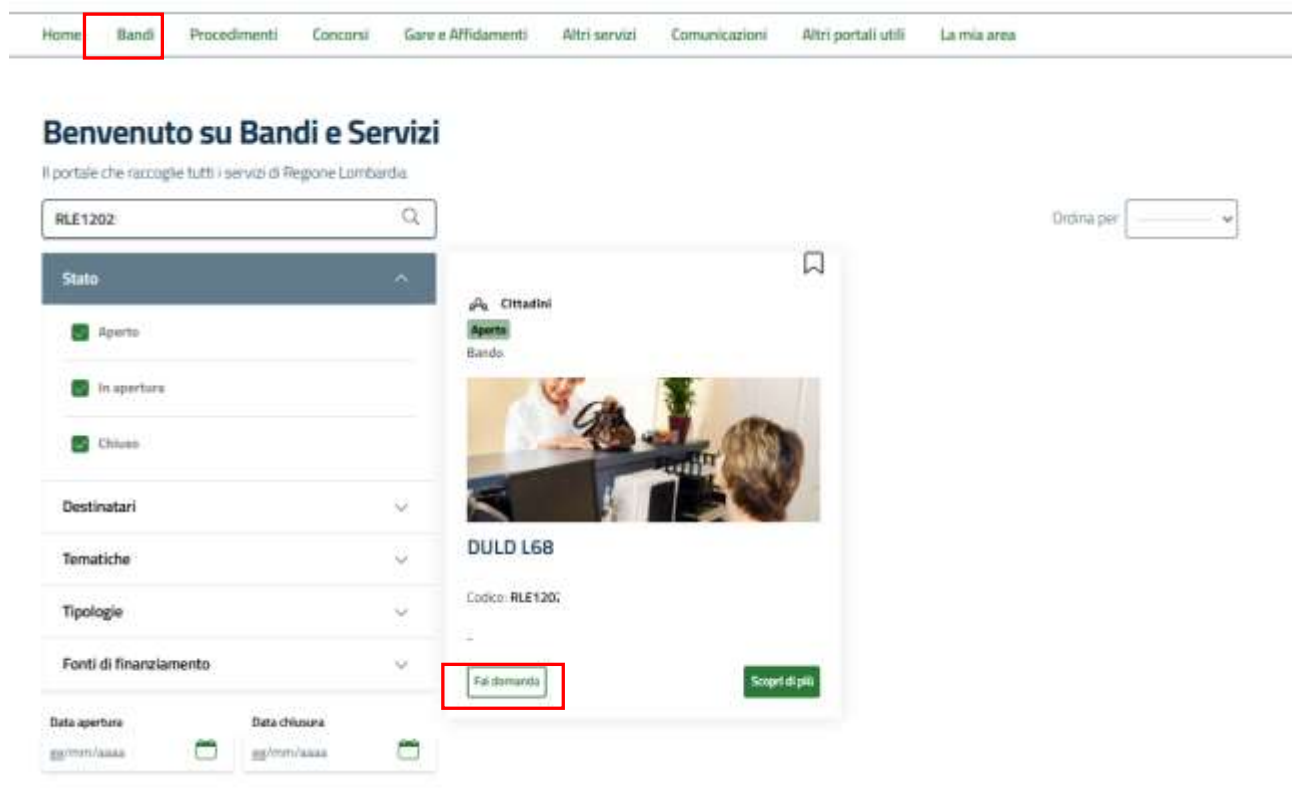 Home Bandi Procedimenti Concorsi Gare e Affidamenti Altri servizi Comunicazioni Altri portali utili La mia area
Benvenuto su Bandi e Servizi
Il portale che raccoglie tutti i servizi di Regione Lombardia
RLE1202
Ordina per
Stato
Aperto
In apertura
Chiuso
Destinatari
Tematiche
Tipologie
Fonti di finanziamento
Data apertura Data chiusura
gg/mm/aaaa gg/mm/aaaa
Cittadini
Aperto
Bando
DULD L68
Codice: RLE1202
-
Fai domanda Scopri di più